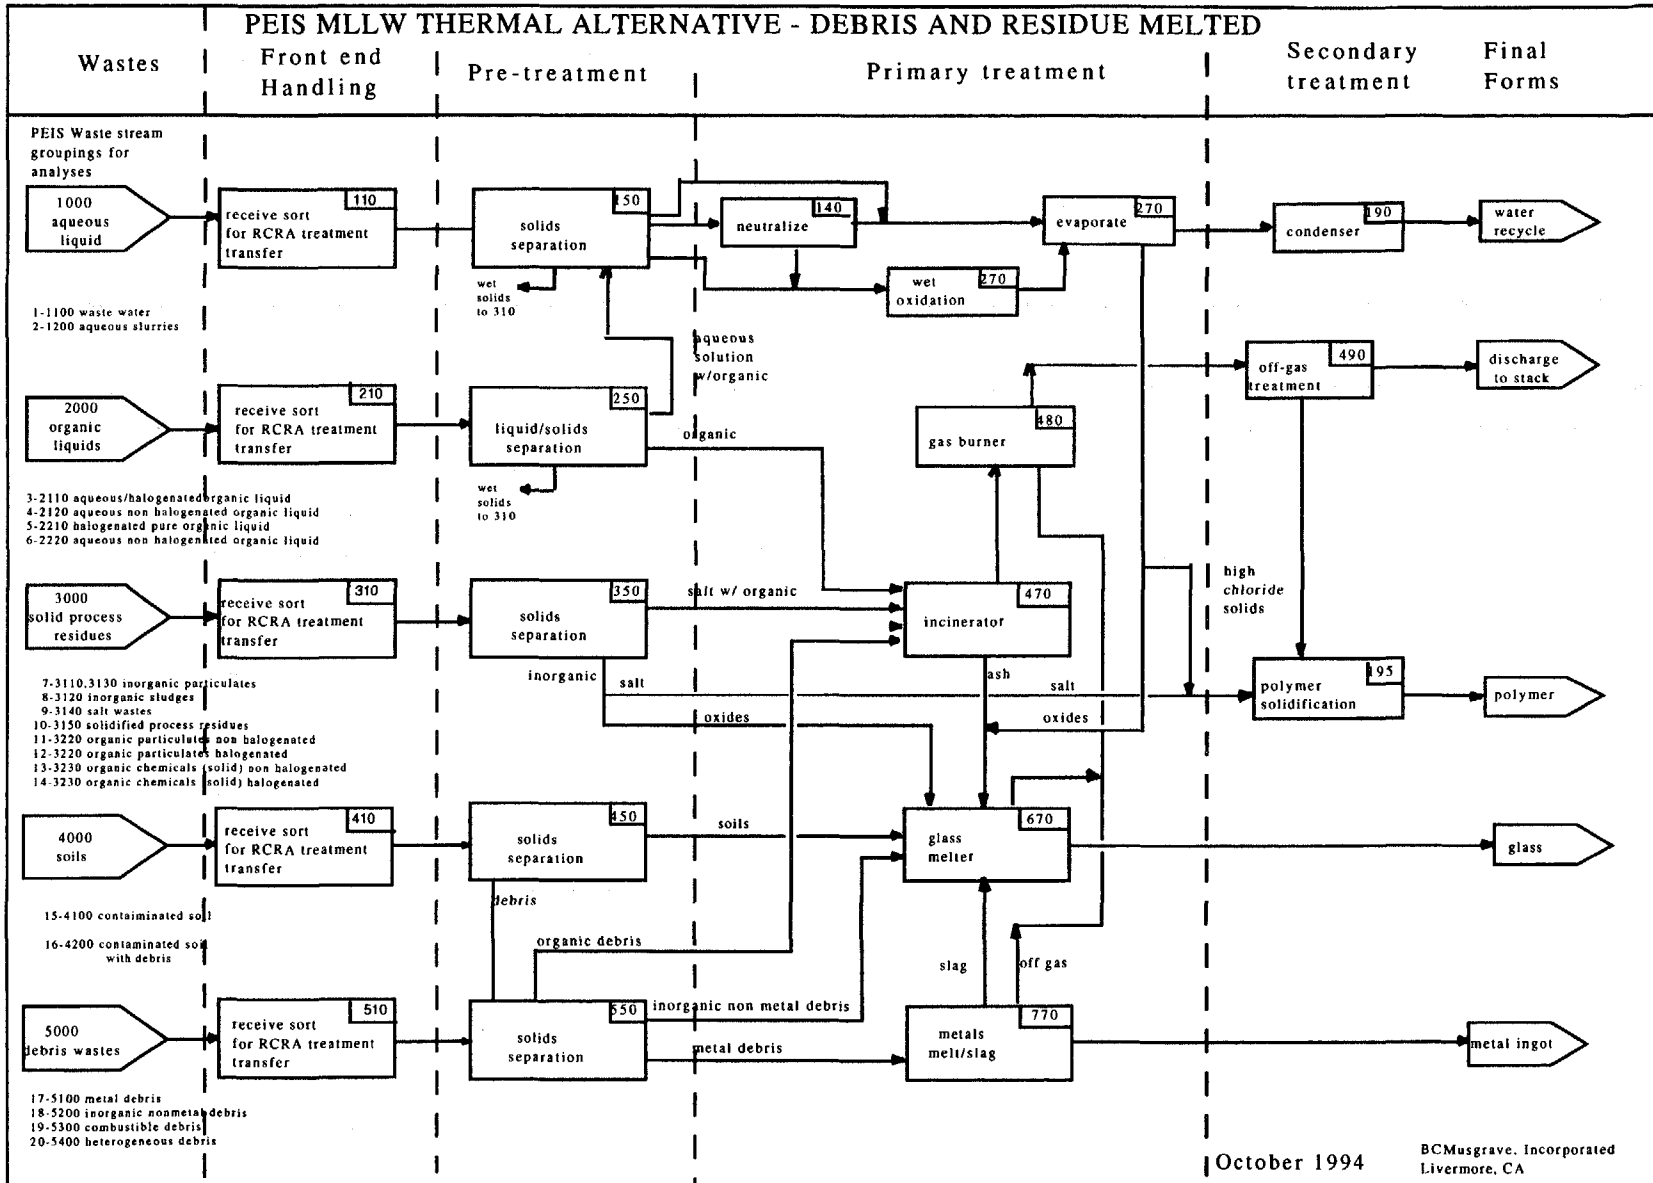 PEIS MLLW THERMAL ALTERNATIVE - DEBRIS AND RESIDUE MELTED
Wastes
Front end
Handling
Pre-treatment
Primary treatment
Secondary
treatment
Final
Forms
PEIS Waste stream
groupings for
analyses
1000
aqueous
liquid
110
receive sort
for RCRA treatment
transfer
150
solids
separation
wet
solids
to 310
140
neutralize
270
wet
oxidation
270
evaporate
190
condenser
water
recycle
1-1100 waste water
2-1200 aqueous slurries
aqueous
solution
w/organic
2000
organic
liquids
210
receive sort
for RCRA treatment
transfer
250
liquid/solids
separation
organic
wet
solids
to 310
480
gas burner
490
off-gas
treatment
discharge
to stack
3-2110 aqueous/halogenated organic liquid
4-2120 aqueous non halogenated organic liquid
5-2210 halogenated pure organic liquid
6-2220 aqueous non halogenated organic liquid
3000
solid process
residues
310
receive sort
for RCRA treatment
transfer
350
solids
separation
salt w/ organic
inorganic
salt
oxides
470
incinerator
ash
salt
oxides
high
chloride
solids
195
polymer
solidification
polymer
7-3110,3130 inorganic particulates
8-3120 inorganic sludges
9-3140 salt wastes
10-3150 solidified process residues
11-3220 organic particulates non halogenated
12-3220 organic particulates halogenated
13-3230 organic chemicals (solid) non halogenated
14-3230 organic chemicals (solid) halogenated
4000
soils
410
receive sort
for RCRA treatment
transfer
450
solids
separation
soils
debris
670
glass
melter
glass
15-4100 contaiminated soil
16-4200 contaminated soil
with debris
organic debris
slag
off gas
5000
debris wastes
510
receive sort
for RCRA treatment
transfer
550
solids
separation
inorganic non metal debris
metal debris
770
metals
melt/slag
metal ingot
17-5100 metal debris
18-5200 inorganic nonmetal debris
19-5300 combustible debris
20-5400 heterogeneous debris
October 1994
BCMusgrave. Incorporated
Livermore, CA